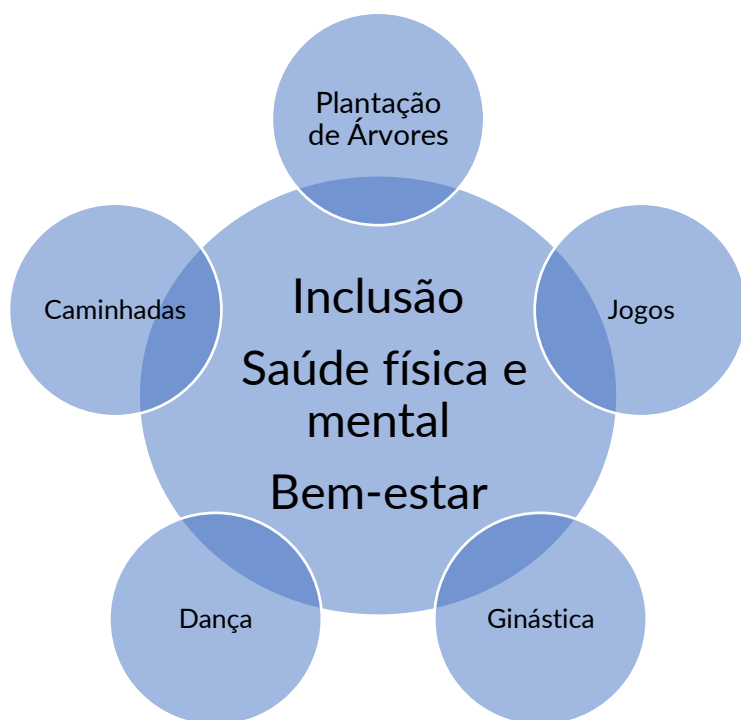 Plantação
de Árvores
Caminhadas
Jogos
Inclusão
Saúde física e
mental
Bem-estar
Dança
Ginástica